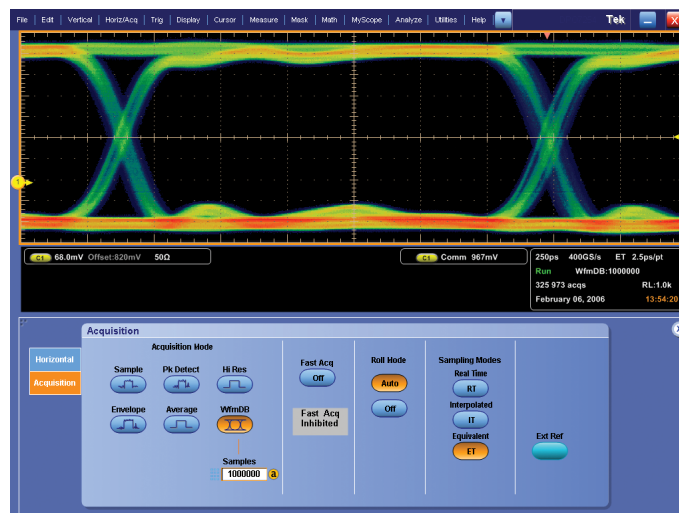 File | Edit | Vertical | Horiz/Acq | Trig | Display | Cursor | Measure | Mask | Math | MyScope | Analyze | Utilities | Help
Tek
X
1
C1 68.0mV Offset:820mV 50Ω
C1 Comm 967mV
250ps 400GS/s ET 2.5ps/pt
Run WfmDB:1000000
325 973 acqs RL:1.0k
February 06, 2006 13:54:20
Acquisition
Horizontal
Acquisition
Acquisition Mode
Sample
Pk Detect
Hi Res
Envelope
Average
WfmDB
Samples
1000000
a
Fast Acq
Off
Fast Acq
Inhibited
Roll Mode
Auto
Off
Sampling Modes
Real Time
RT
Interpolated
IT
Equivalent
ET
Ext Ref